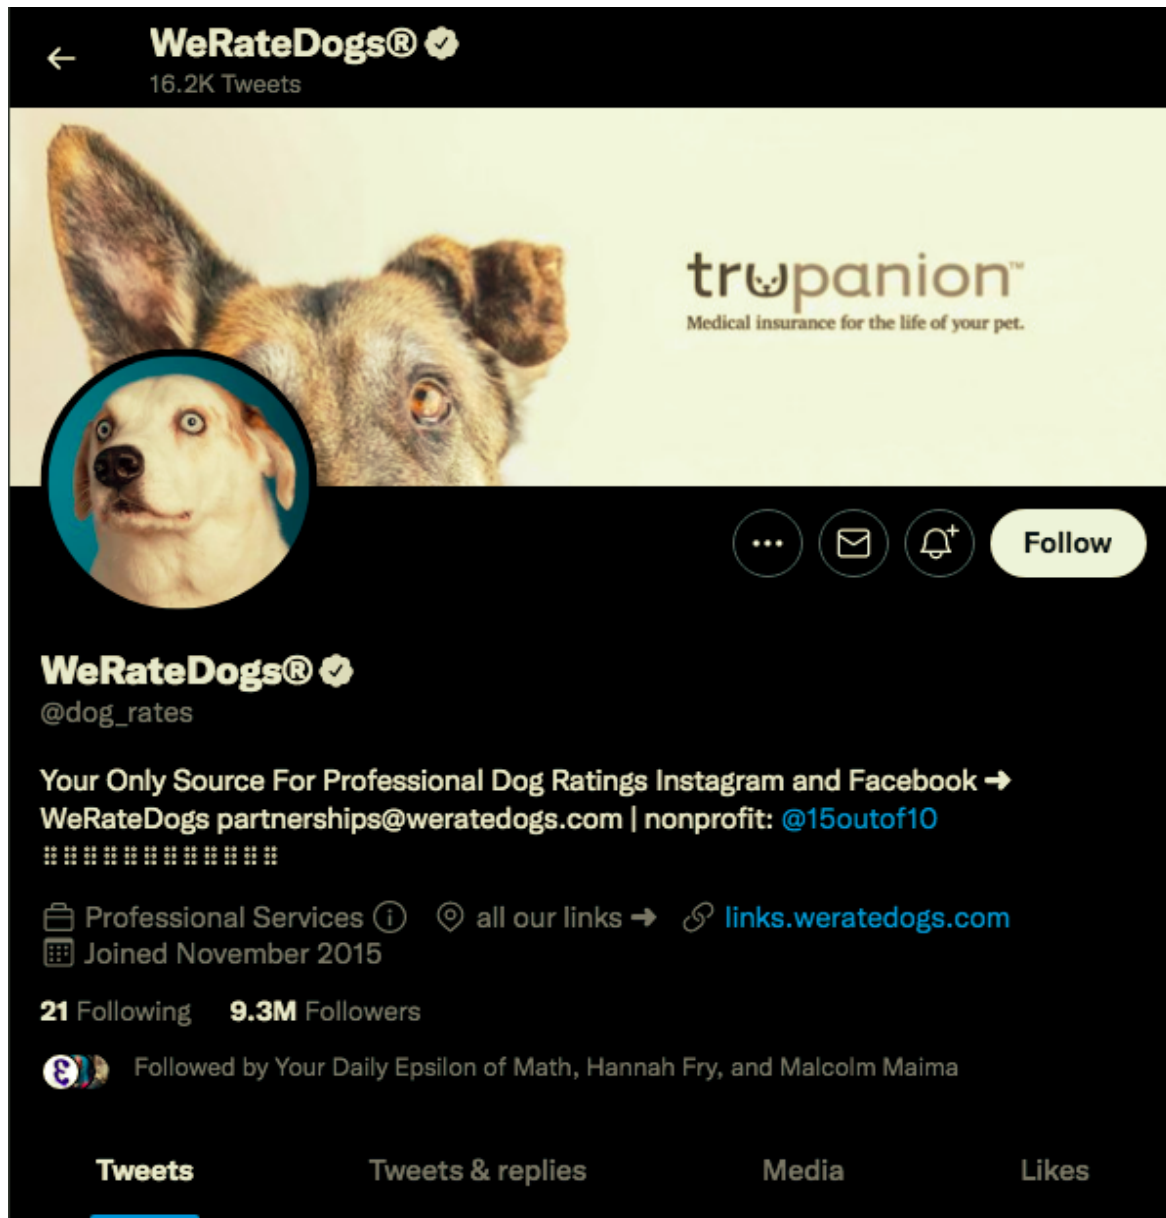 WeRateDogs®
16.2K Tweets
trupanion™
Medical insurance for the life of your pet.
Follow
WeRateDogs®
@dog_rates
Your Only Source For Professional Dog Ratings Instagram and Facebook ➜
WeRateDogs partnerships@weratedogs.com | nonprofit: @15outof10
⠿⠿⠿⠿⠿⠿⠿⠿⠿⠿⠿⠿
Professional Services all our links ➜ links.weratedogs.com
Joined November 2015
21 Following 9.3M Followers
Followed by Your Daily Epsilon of Math, Hannah Fry, and Malcolm Maima
Tweets Tweets & replies Media Likes